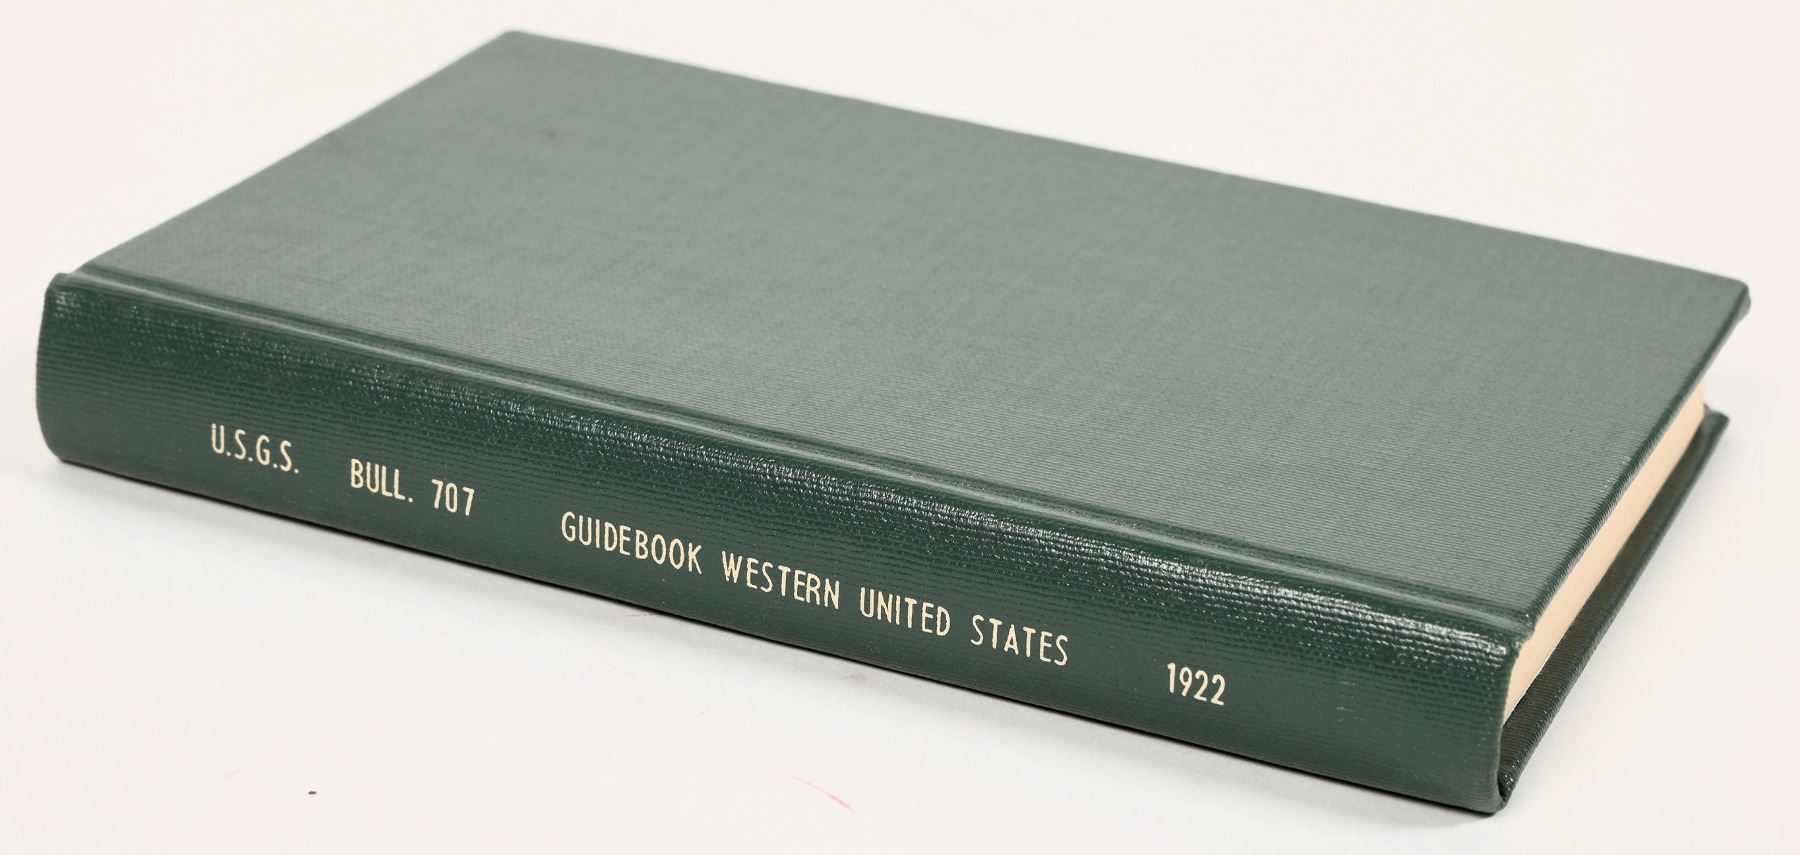 U.S.G.S. BULL. 707 GUIDEBOOK WESTERN UNITED STATES 1922